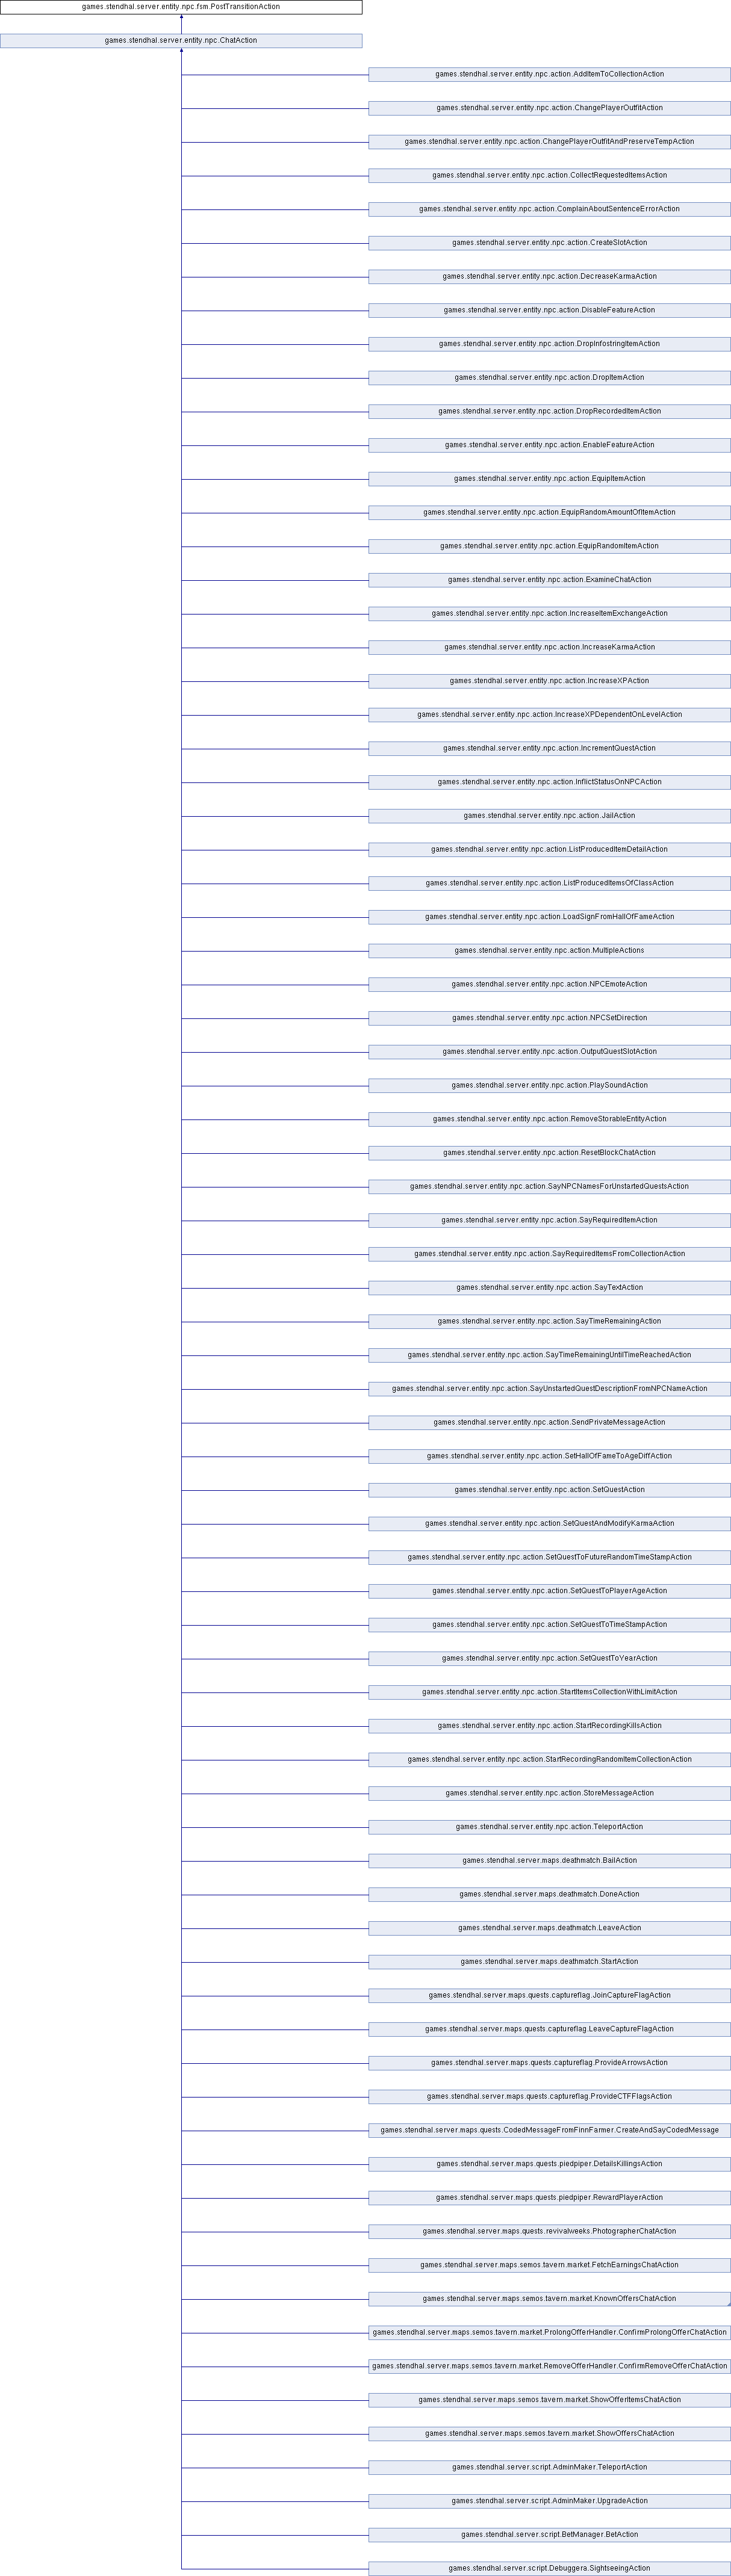 games.stendhal.server.entity.npc.fsm.PostTransitionAction
games.stendhal.server.entity.npc.ChatAction
games.stendhal.server.entity.npc.action.AddItemToCollectionAction
games.stendhal.server.entity.npc.action.ChangePlayerOutfitAction
games.stendhal.server.entity.npc.action.ChangePlayerOutfitAndPreserveTempAction
games.stendhal.server.entity.npc.action.CollectRequestedItemsAction
games.stendhal.server.entity.npc.action.ComplainAboutSentenceErrorAction
games.stendhal.server.entity.npc.action.CreateSlotAction
games.stendhal.server.entity.npc.action.DecreaseKarmaAction
games.stendhal.server.entity.npc.action.DisableFeatureAction
games.stendhal.server.entity.npc.action.DropInfostringItemAction
games.stendhal.server.entity.npc.action.DropItemAction
games.stendhal.server.entity.npc.action.DropRecordedItemAction
games.stendhal.server.entity.npc.action.EnableFeatureAction
games.stendhal.server.entity.npc.action.EquipItemAction
games.stendhal.server.entity.npc.action.EquipRandomAmountOfItemAction
games.stendhal.server.entity.npc.action.EquipRandomItemAction
games.stendhal.server.entity.npc.action.ExamineChatAction
games.stendhal.server.entity.npc.action.IncreaseItemExchangeAction
games.stendhal.server.entity.npc.action.IncreaseKarmaAction
games.stendhal.server.entity.npc.action.IncreaseXPAction
games.stendhal.server.entity.npc.action.IncreaseXPDependentOnLevelAction
games.stendhal.server.entity.npc.action.IncrementQuestAction
games.stendhal.server.entity.npc.action.InflictStatusOnNPCAction
games.stendhal.server.entity.npc.action.JailAction
games.stendhal.server.entity.npc.action.ListProducedItemDetailAction
games.stendhal.server.entity.npc.action.ListProducedItemsOfClassAction
games.stendhal.server.entity.npc.action.LoadSignFromHallOfFameAction
games.stendhal.server.entity.npc.action.MultipleActions
games.stendhal.server.entity.npc.action.NPCEmoteAction
games.stendhal.server.entity.npc.action.NPCSetDirection
games.stendhal.server.entity.npc.action.OutputQuestSlotAction
games.stendhal.server.entity.npc.action.PlaySoundAction
games.stendhal.server.entity.npc.action.RemoveStorableEntityAction
games.stendhal.server.entity.npc.action.ResetBlockChatAction
games.stendhal.server.entity.npc.action.SayNPCNamesForUnstartedQuestsAction
games.stendhal.server.entity.npc.action.SayRequiredItemAction
games.stendhal.server.entity.npc.action.SayRequiredItemsFromCollectionAction
games.stendhal.server.entity.npc.action.SayTextAction
games.stendhal.server.entity.npc.action.SayTimeRemainingAction
games.stendhal.server.entity.npc.action.SayTimeRemainingUntilTimeReachedAction
games.stendhal.server.entity.npc.action.SayUnstartedQuestDescriptionFromNPCNameAction
games.stendhal.server.entity.npc.action.SendPrivateMessageAction
games.stendhal.server.entity.npc.action.SetHallOfFameToAgeDiffAction
games.stendhal.server.entity.npc.action.SetQuestAction
games.stendhal.server.entity.npc.action.SetQuestAndModifyKarmaAction
games.stendhal.server.entity.npc.action.SetQuestToFutureRandomTimeStampAction
games.stendhal.server.entity.npc.action.SetQuestToPlayerAgeAction
games.stendhal.server.entity.npc.action.SetQuestToTimeStampAction
games.stendhal.server.entity.npc.action.SetQuestToYearAction
games.stendhal.server.entity.npc.action.StartItemsCollectionWithLimitAction
games.stendhal.server.entity.npc.action.StartRecordingKillsAction
games.stendhal.server.entity.npc.action.StartRecordingRandomItemCollectionAction
games.stendhal.server.entity.npc.action.StoreMessageAction
games.stendhal.server.entity.npc.action.TeleportAction
games.stendhal.server.maps.deathmatch.BailAction
games.stendhal.server.maps.deathmatch.DoneAction
games.stendhal.server.maps.deathmatch.LeaveAction
games.stendhal.server.maps.deathmatch.StartAction
games.stendhal.server.maps.quests.captureflag.JoinCaptureFlagAction
games.stendhal.server.maps.quests.captureflag.LeaveCaptureFlagAction
games.stendhal.server.maps.quests.captureflag.ProvideArrowsAction
games.stendhal.server.maps.quests.captureflag.ProvideCTFFlagsAction
games.stendhal.server.maps.quests.CodedMessageFromFinnFarmer.CreateAndSayCodedMessage
games.stendhal.server.maps.quests.piedpiper.DetailsKillingsAction
games.stendhal.server.maps.quests.piedpiper.RewardPlayerAction
games.stendhal.server.maps.quests.revivalweeks.PhotographerChatAction
games.stendhal.server.maps.semos.tavern.market.FetchEarningsChatAction
games.stendhal.server.maps.semos.tavern.market.KnownOffersChatAction
games.stendhal.server.maps.semos.tavern.market.ProlongOfferHandler.ConfirmProlongOfferChatAction
games.stendhal.server.maps.semos.tavern.market.RemoveOfferHandler.ConfirmRemoveOfferChatAction
games.stendhal.server.maps.semos.tavern.market.ShowOfferItemsChatAction
games.stendhal.server.maps.semos.tavern.market.ShowOffersChatAction
games.stendhal.server.script.AdminMaker.TeleportAction
games.stendhal.server.script.AdminMaker.UpgradeAction
games.stendhal.server.script.BetManager.BetAction
games.stendhal.server.script.Debuggera.SightseeingAction